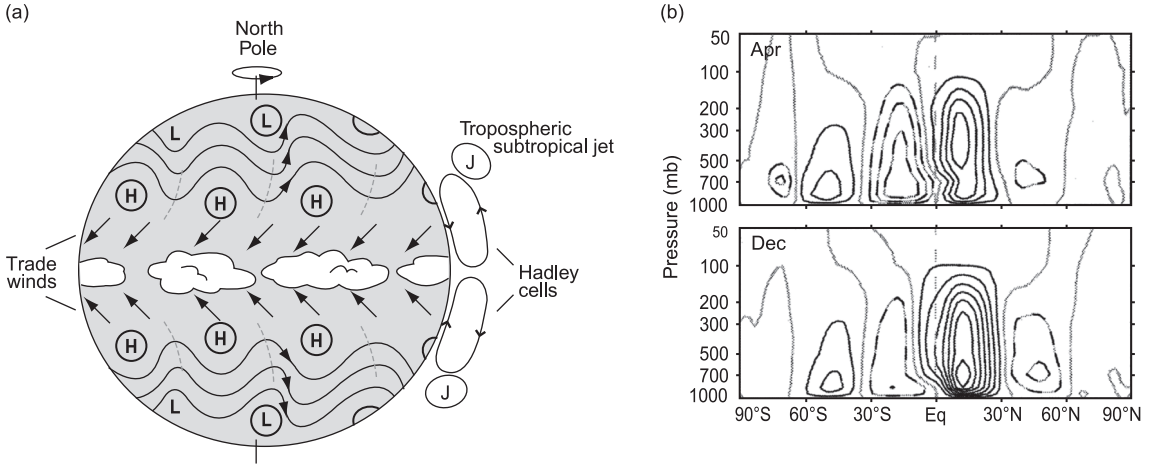 (a)
North
Pole
L
L
Tropospheric
subtropical jet
J
H
H
H
Trade
winds
Hadley
cells
H
H
H
L
L
J
(b)
Pressure (mb)
50
Apr
100
200
300
500
700
1000
50
Dec
100
200
300
500
700
1000
90°S 60°S 30°S Eq 30°N 60°N 90°N